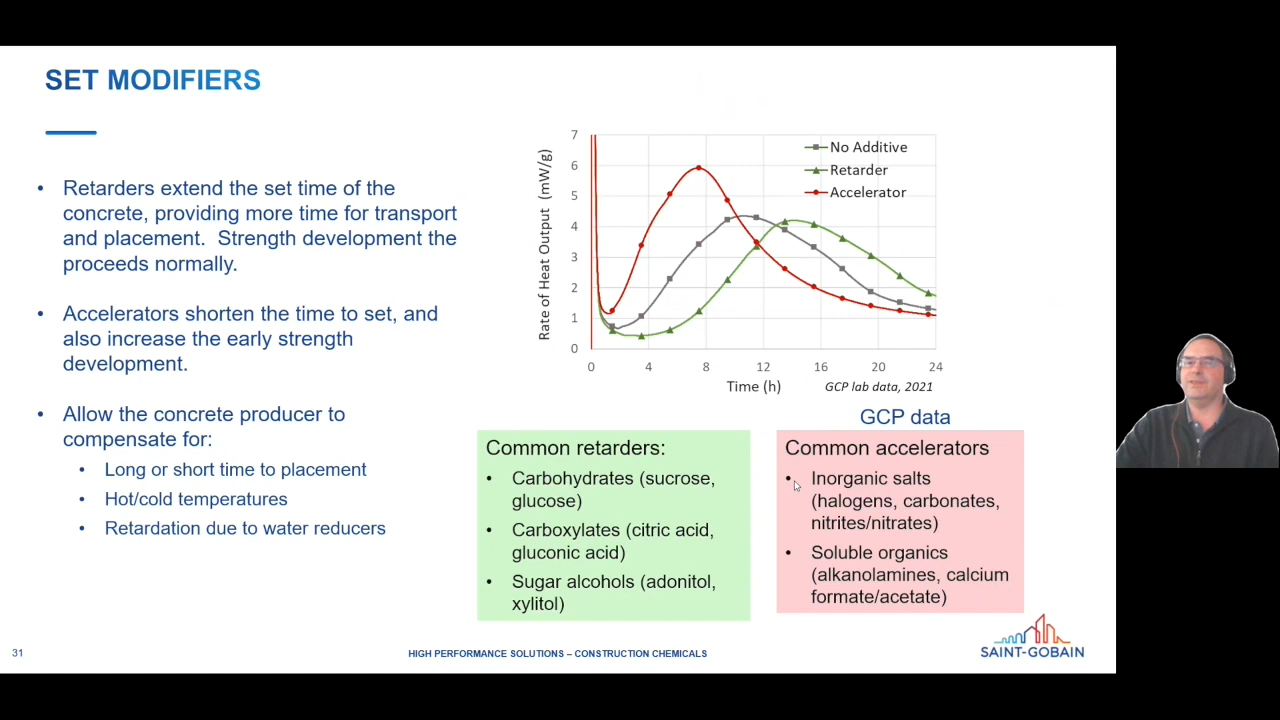 SET MODIFIERS
• Retarders extend the set time of the
concrete, providing more time for transport
and placement.  Strength development the
proceeds normally.
• Accelerators shorten the time to set, and
also increase the early strength
development.
• Allow the concrete producer to
compensate for:
• Long or short time to placement
• Hot/cold temperatures
• Retardation due to water reducers
Rate of Heat Output (mW/g)
7
6
5
4
3
2
1
0
No Additive
Retarder
Accelerator
0 4 8 12 16 20 24
Time (h)
GCP lab data, 2021
GCP data
Common retarders:
• Carbohydrates (sucrose,
glucose)
• Carboxylates (citric acid,
gluconic acid)
• Sugar alcohols (adonitol,
xylitol)
Common accelerators
• Inorganic salts
(halogens, carbonates,
nitrites/nitrates)
• Soluble organics
(alkanolamines, calcium
formate/acetate)
31
HIGH PERFORMANCE SOLUTIONS – CONSTRUCTION CHEMICALS
SAINT-GOBAIN